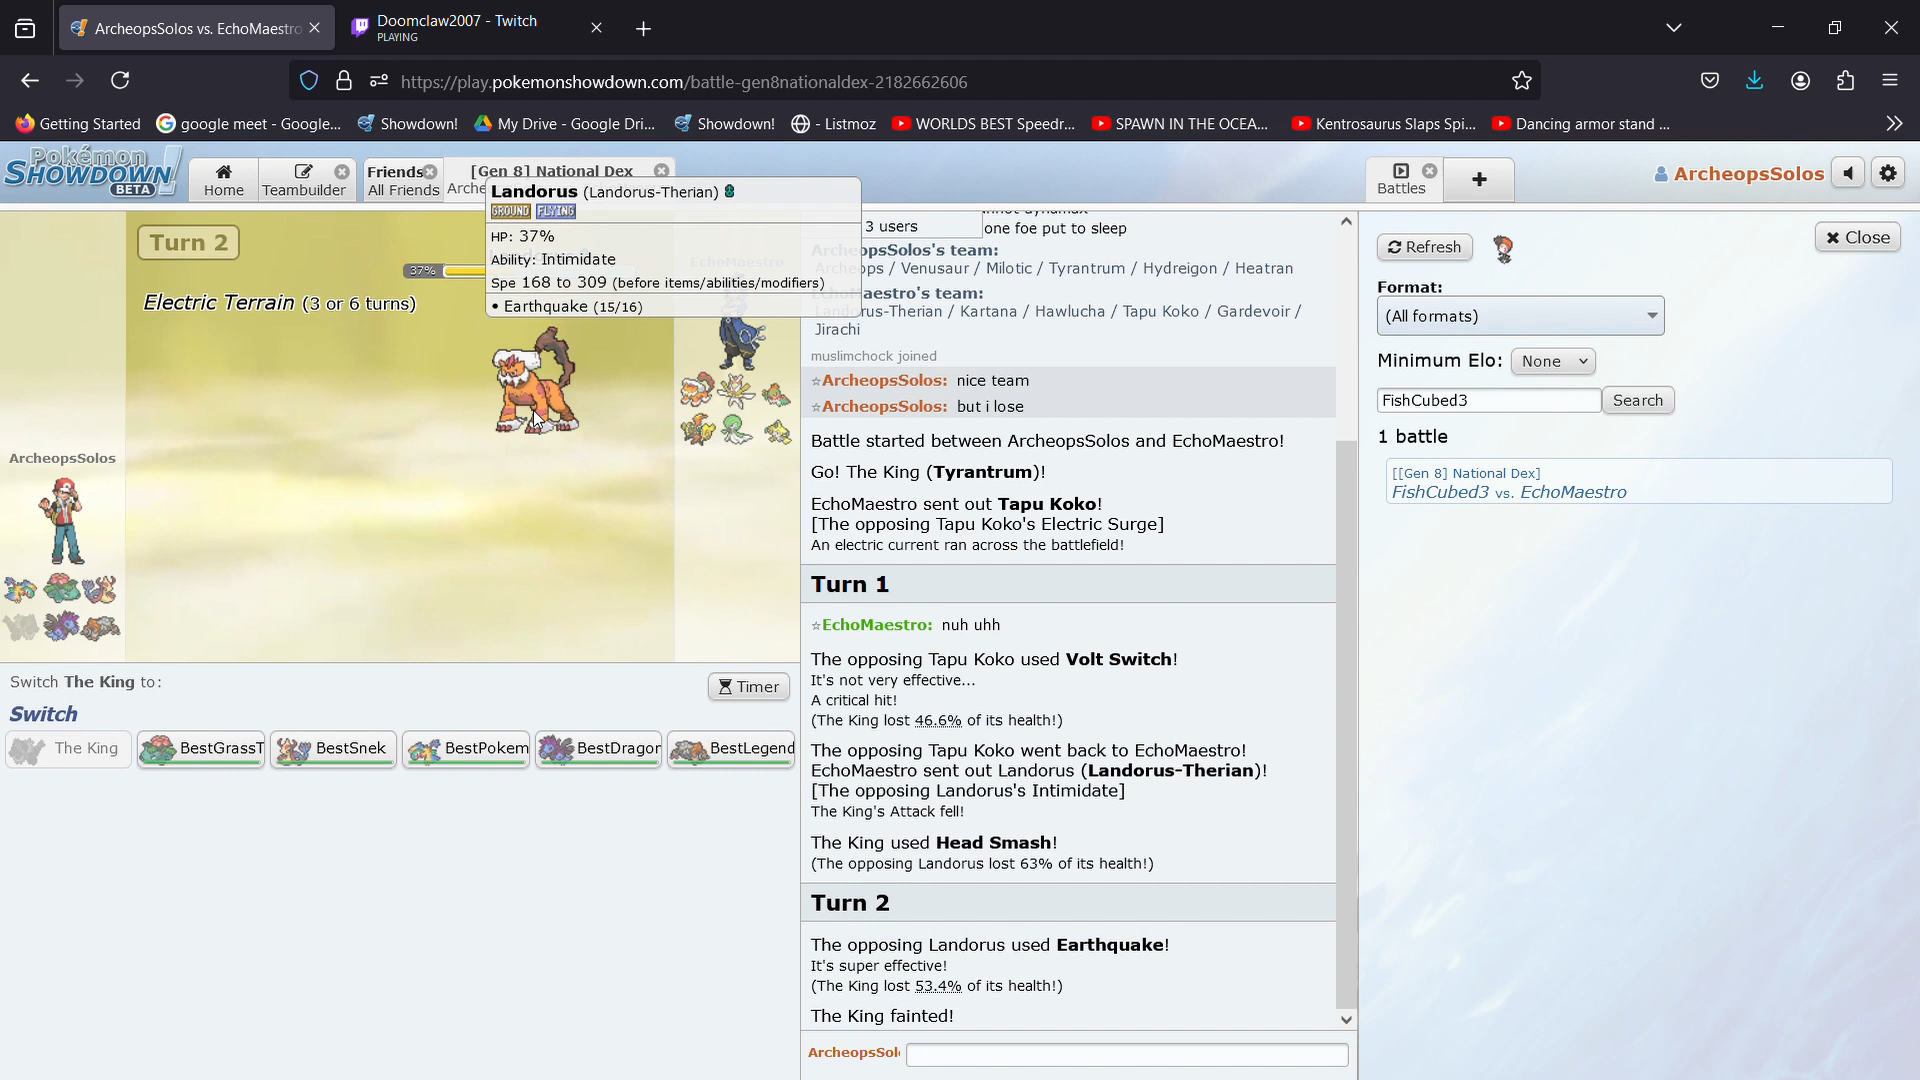 ArcheopsSolos vs. EchoMaestro
Doomclaw2007 - Twitch
PLAYING
https://play.pokemonshowdown.com/battle-gen8nationaldex-2182662606
Getting Started
google meet - Google...
Showdown!
My Drive - Google Dri...
Showdown!
- Listmoz
WORLDS BEST Speedr...
SPAWN IN THE OCEA...
Kentrosaurus Slaps Spi...
Dancing armor stand ...
Pokémon
SHOWDOWN!
BETA
Home
Teambuilder
Friends
All Friends
[Gen 8] National Dex
Arche
Battles
ArcheopsSolos
Landorus (Landorus-Therian)
GROUND FLYING
HP: 37%
Ability: Intimidate
Spe 168 to 309 (before items/abilities/modifiers)
• Earthquake (15/16)
Turn 2
37%
Electric Terrain (3 or 6 turns)
EchoMaestro
ArcheopsSolos
Switch The King to:
Timer
Switch
The King
BestGrassT
BestSnek
BestPokem
BestDragor
BestLegend
3 users
one foe put to sleep
ArcheopsSolos's team:
Archeops / Venusaur / Milotic / Tyrantrum / Hydreigon / Heatran
EchoMaestro's team:
Landorus-Therian / Kartana / Hawlucha / Tapu Koko / Gardevoir /
Jirachi
muslimchock joined
☆ArcheopsSolos: nice team
☆ArcheopsSolos: but i lose
Battle started between ArcheopsSolos and EchoMaestro!
Go! The King (Tyrantrum)!
EchoMaestro sent out Tapu Koko!
[The opposing Tapu Koko's Electric Surge]
An electric current ran across the battlefield!
Turn 1
☆EchoMaestro: nuh uhh
The opposing Tapu Koko used Volt Switch!
It's not very effective...
A critical hit!
(The King lost 46.6% of its health!)
The opposing Tapu Koko went back to EchoMaestro!
EchoMaestro sent out Landorus (Landorus-Therian)!
[The opposing Landorus's Intimidate]
The King's Attack fell!
The King used Head Smash!
(The opposing Landorus lost 63% of its health!)
Turn 2
The opposing Landorus used Earthquake!
It's super effective!
(The King lost 53.4% of its health!)
The King fainted!
ArcheopsSol
Refresh
Close
Format:
(All formats)
Minimum Elo: None
FishCubed3
Search
1 battle
[[Gen 8] National Dex]
FishCubed3 vs. EchoMaestro